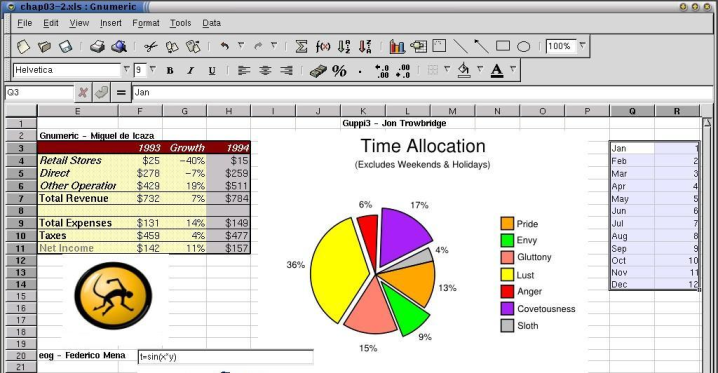 chap03-2.xls : Gnumeric
File Edit View Insert Format Tools Data
100%
Helvetica 9 B I U % .
Q3 = Jan
E F G H I J K L M N O P Q R
1 Guppi3 - Jon Trowbridge
2 Gnumeric - Miguel de Icaza
3 1993 Growth 1994 Jan 1
4 Retail Stores $25 -40% $15 Feb 2
5 Direct $278 -7% $259 Mar 3
6 Other Operation $429 19% $511 Apr 4
7 Total Revenue $732 7% $784 May 5
8 Jun 6
9 Total Expenses $131 14% $149 Jul 7
10 Taxes $459 4% $477 Aug 8
11 Net Income $142 11% $157 Sep 9
12 Oct 10
13 Nov 11
14 Dec 12
15
16
17
18
19
20 eog - Federico Mena t=sin(x*y)
21
Time Allocation
(Excludes Weekends & Holidays)
6% 17%
4%
36%
13%
9%
15%
Pride
Envy
Gluttony
Lust
Anger
Covetousness
Sloth